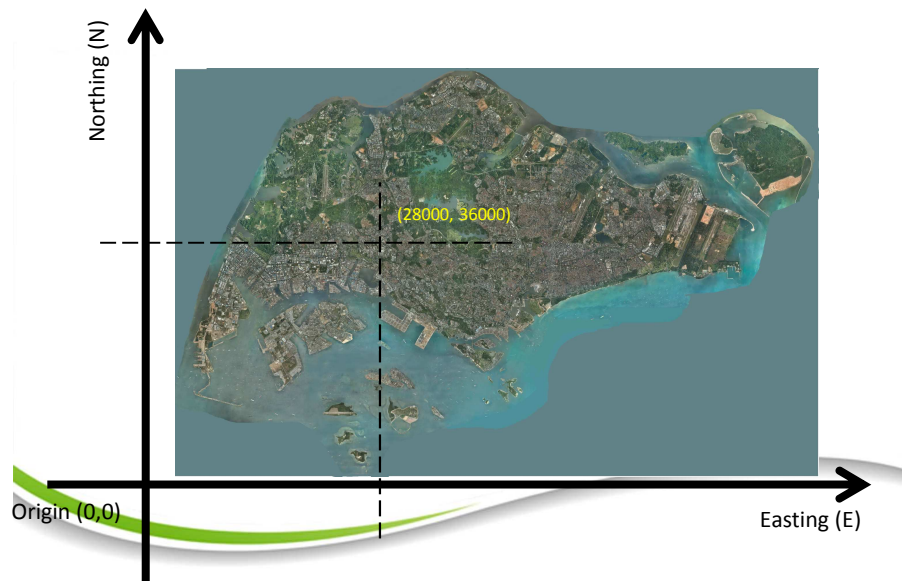 Northing (N)
(28000, 36000)
Origin (0,0)
Easting (E)